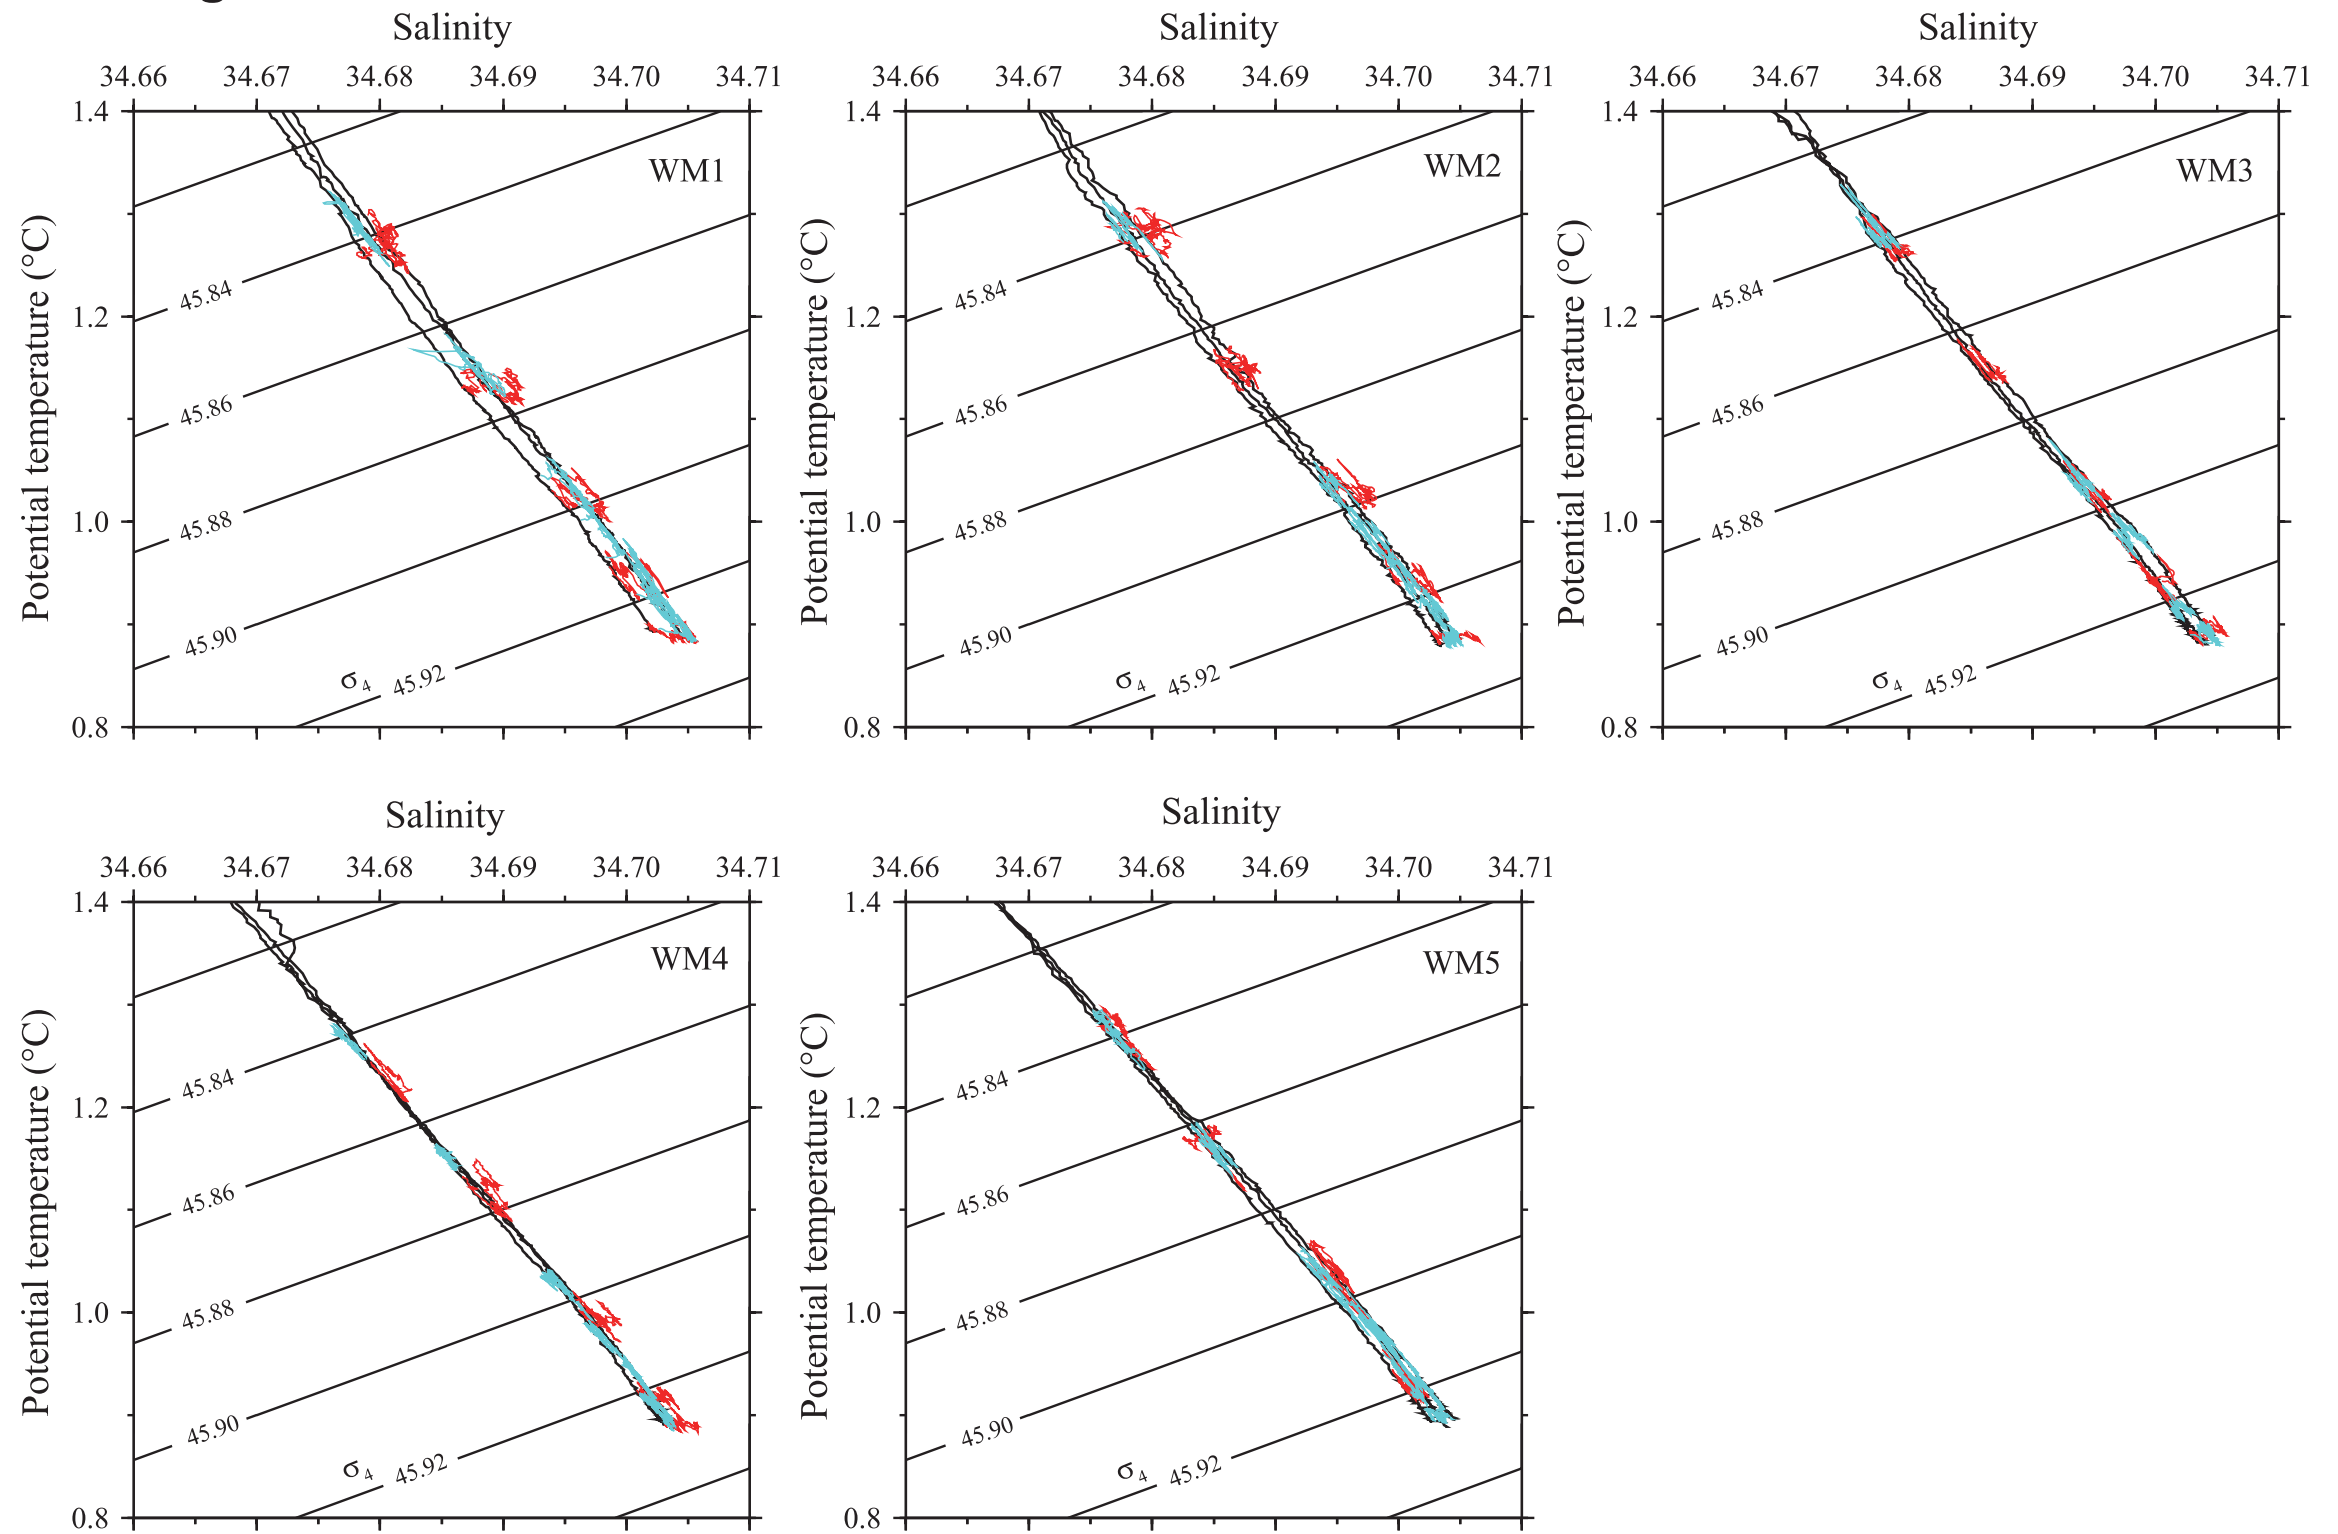 Salinity Salinity Salinity
34.66 34.67 34.68 34.69 34.70 34.71 34.66 34.67 34.68 34.69 34.70 34.71 34.66 34.67 34.68 34.69 34.70 34.71
1.4 1.4 1.4
WM1 WM2 WM3
Potential temperature (°C) Potential temperature (°C) Potential temperature (°C)
45.84 45.84 45.84
1.2 1.2 1.2
45.86 45.86 45.86
1.0 1.0 1.0
45.88 45.88 45.88
45.90 45.90 45.90
σ4 45.92 σ4 45.92 σ4 45.92
0.8 0.8 0.8
Salinity Salinity
34.66 34.67 34.68 34.69 34.70 34.71 34.66 34.67 34.68 34.69 34.70 34.71
1.4 1.4
WM4 WM5
Potential temperature (°C) Potential temperature (°C)
45.84 45.84
1.2 1.2
45.86 45.86
1.0 1.0
45.88 45.88
45.90 45.90
σ4 45.92 σ4 45.92
0.8 0.8